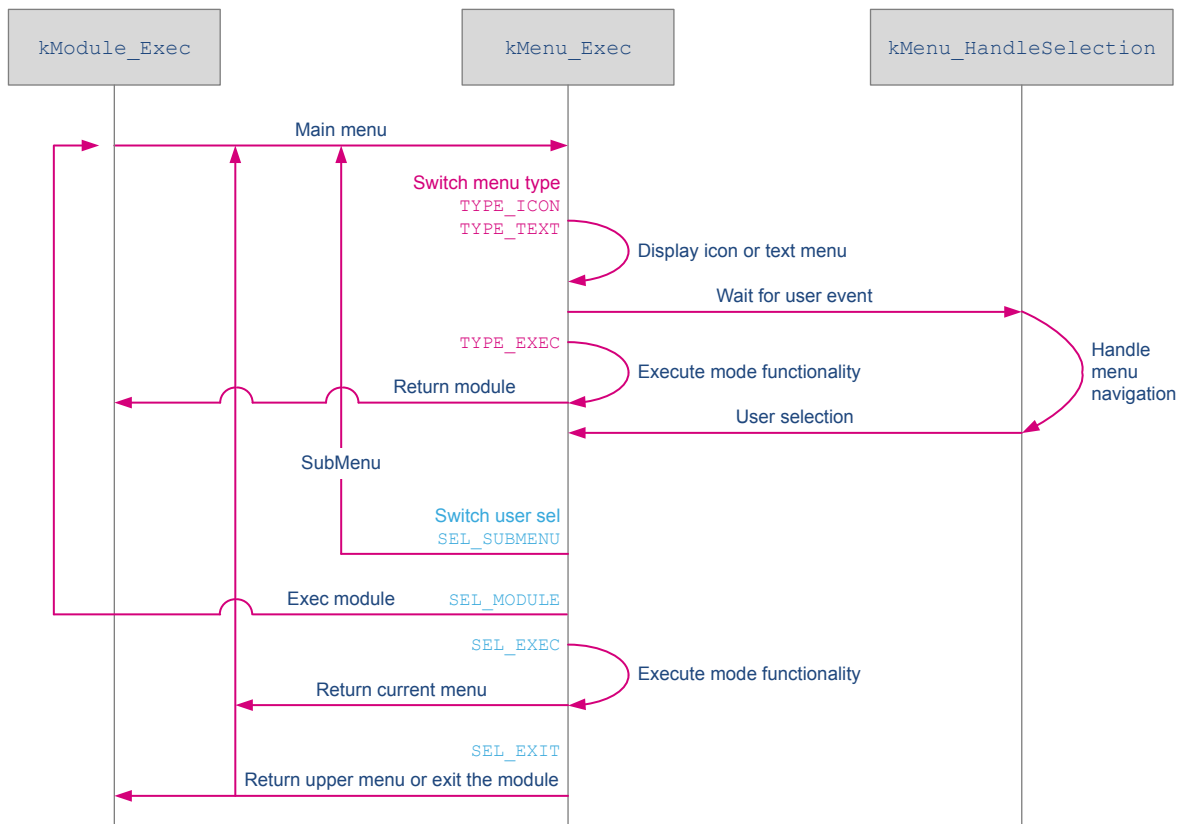 kModule_Exec
kMenu_Exec
kMenu_HandleSelection
Main menu
Switch menu type
TYPE_ICON
TYPE_TEXT
Display icon or text menu
Wait for user event
TYPE_EXEC
Handle
menu
navigation
Execute mode functionality
Return module
User selection
SubMenu
Switch user sel
SEL_SUBMENU
Exec module
SEL_MODULE
SEL_EXEC
Execute mode functionality
Return current menu
SEL_EXIT
Return upper menu or exit the module